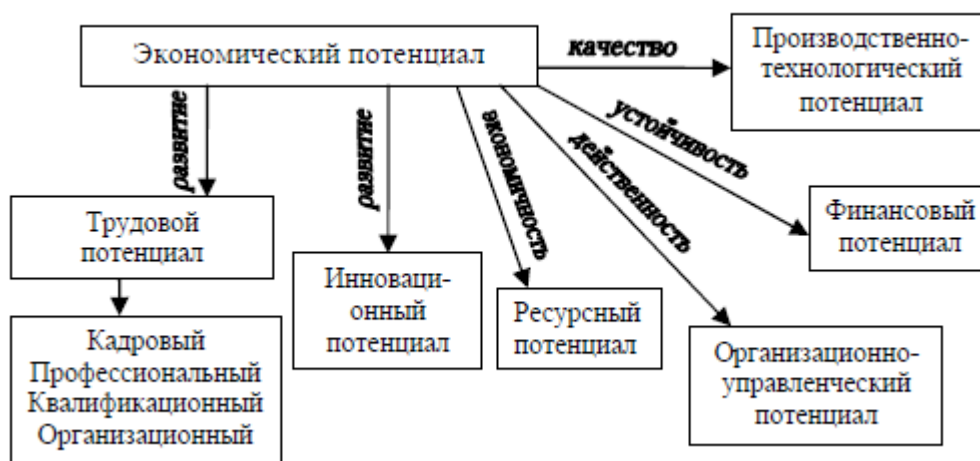 Экономический потенциал
качество
Производственно-
технологический
потенциал
развитие
развитие
экономичность
действенность
устойчивость
Трудовой
потенциал
Инноваци-
онный
потенциал
Ресурсный
потенциал
Финансовый
потенциал
Кадровый
Профессиональный
Квалификационный
Организационный
Организационно-
управленческий
потенциал